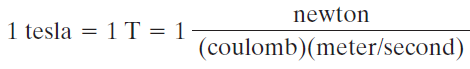 1 tesla = 1 T = 1 newton
(coulomb)(meter/second)